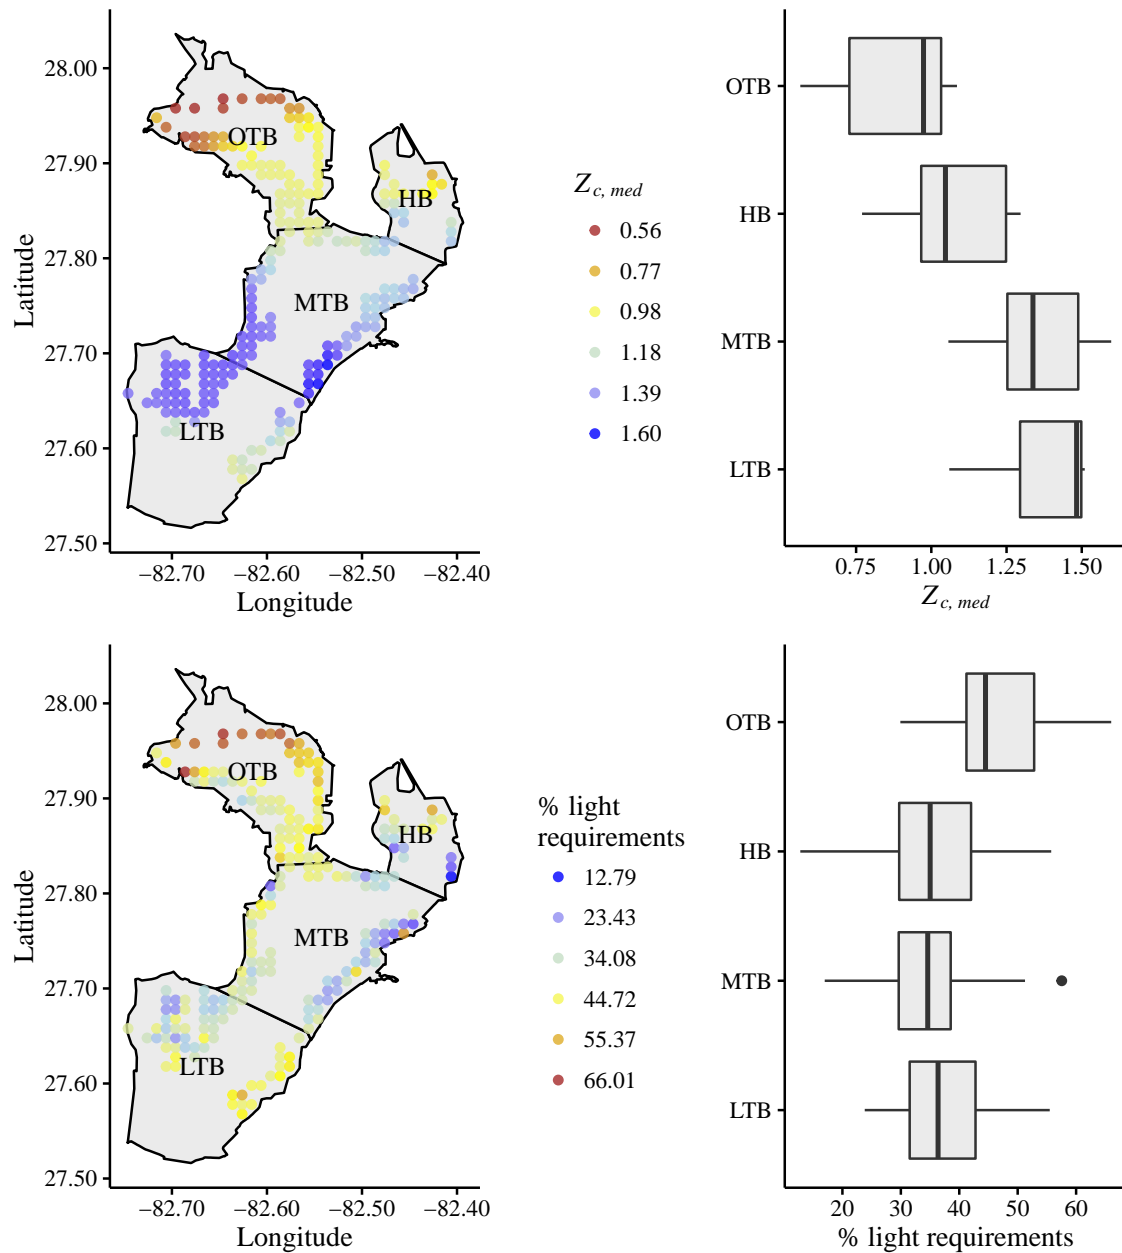 28.00
27.90
27.80
27.70
27.60
27.50
Latitude
OTB
HB
MTB
LTB
−82.70
−82.60
−82.50
−82.40
Longitude
Zc, med
0.56
0.77
0.98
1.18
1.39
1.60
OTB
HB
MTB
LTB
0.75
1.00
1.25
1.50
Zc, med
28.00
27.90
27.80
27.70
27.60
27.50
Latitude
OTB
HB
MTB
LTB
−82.70
−82.60
−82.50
−82.40
Longitude
% light
requirements
12.79
23.43
34.08
44.72
55.37
66.01
OTB
HB
MTB
LTB
20
30
40
50
60
% light requirements